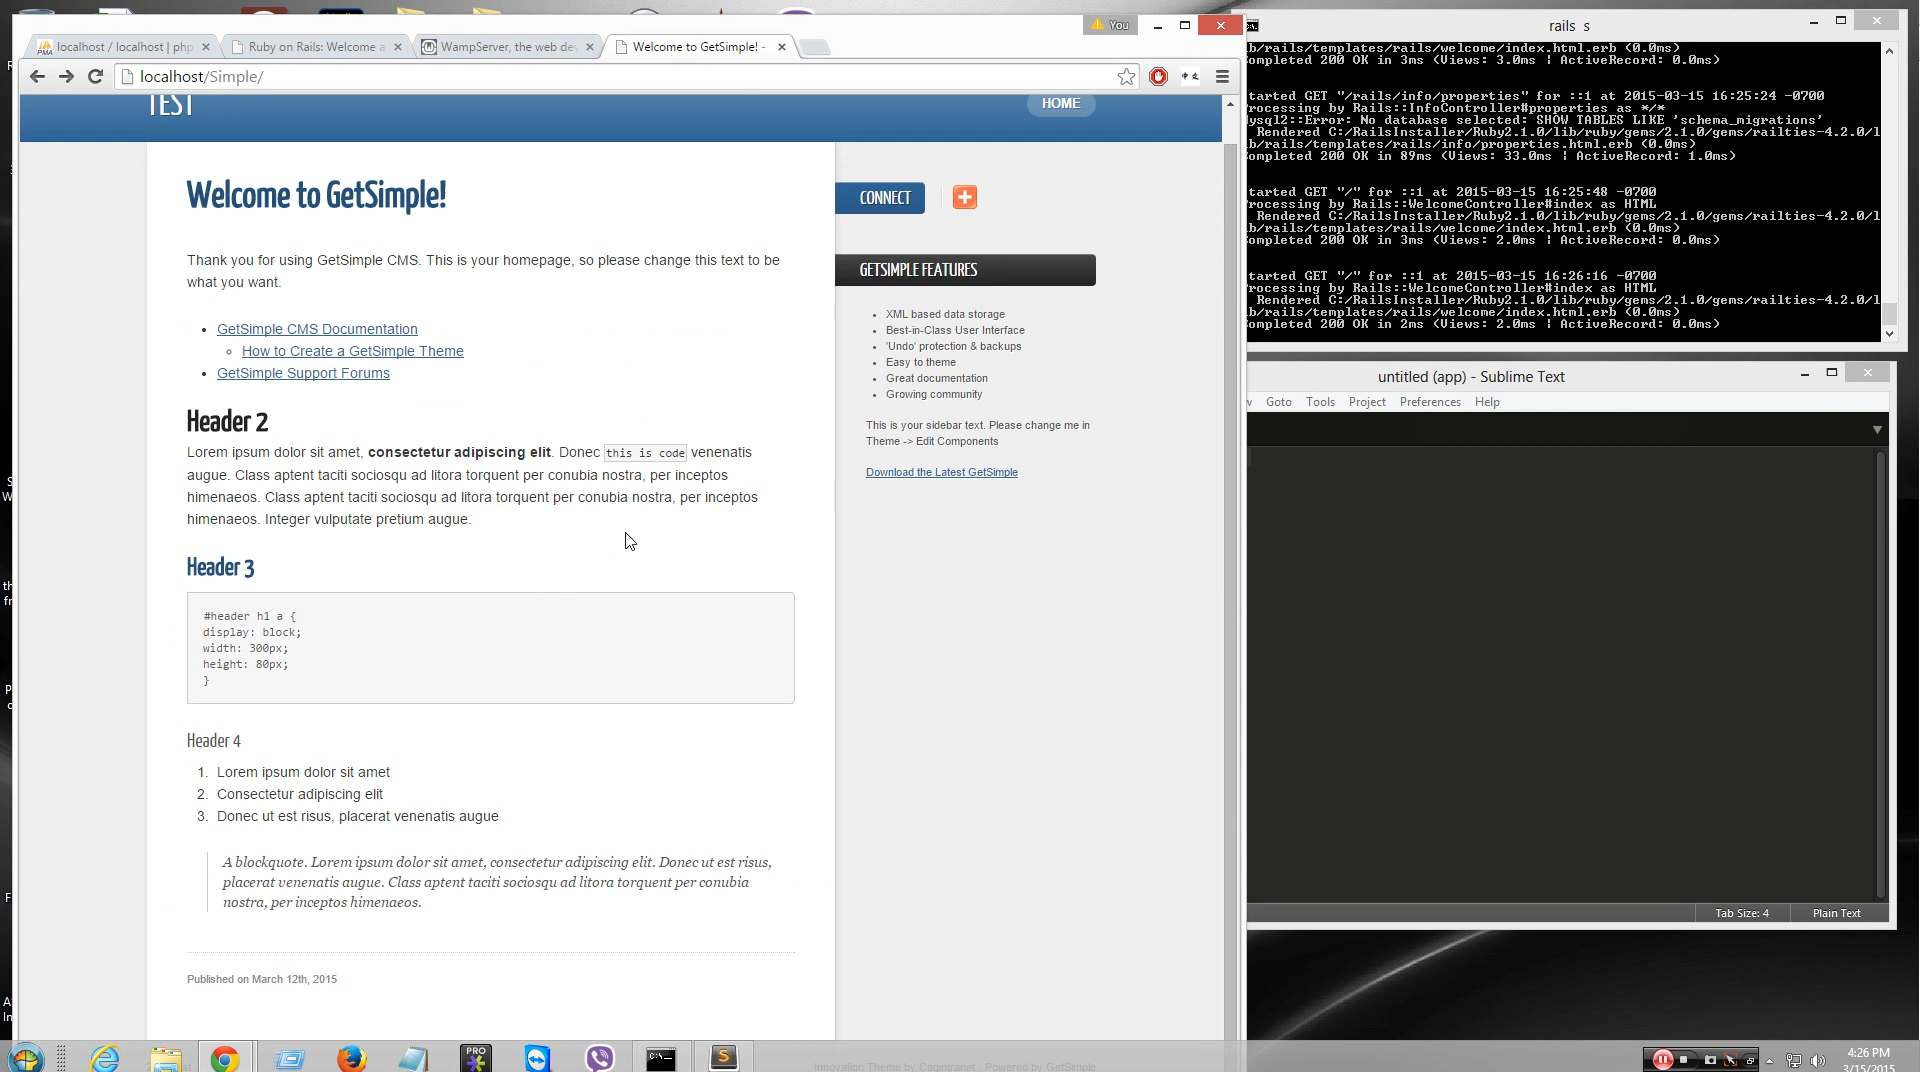 You
localhost / localhost | php
Ruby on Rails: Welcome a
WampServer, the web dev
Welcome to GetSimple! -
localhost/Simple/
TEST
HOME
Welcome to GetSimple!
Thank you for using GetSimple CMS. This is your homepage, so please change this text to be
what you want.
GetSimple CMS Documentation
How to Create a GetSimple Theme
GetSimple Support Forums
Header 2
Lorem ipsum dolor sit amet, consectetur adipiscing elit. Donec this is code venenatis
augue. Class aptent taciti sociosqu ad litora torquent per conubia nostra, per inceptos
himenaeos. Class aptent taciti sociosqu ad litora torquent per conubia nostra, per inceptos
himenaeos. Integer vulputate pretium augue.
Header 3
#header h1 a {
display: block;
width: 300px;
height: 80px;
}
Header 4
1. Lorem ipsum dolor sit amet
2. Consectetur adipiscing elit
3. Donec ut est risus, placerat venenatis augue
A blockquote. Lorem ipsum dolor sit amet, consectetur adipiscing elit. Donec ut est risus,
placerat venenatis augue. Class aptent taciti sociosqu ad litora torquent per conubia
nostra, per inceptos himenaeos.
Published on March 12th, 2015
CONNECT
GETSIMPLE FEATURES
XML based data storage
Best-in-Class User Interface
'Undo' protection & backups
Easy to theme
Great documentation
Growing community
This is your sidebar text. Please change me in
Theme -> Edit Components
Download the Latest GetSimple
Innovation Theme by Cagintranet Powered by GetSimple
rails s
b/rails/templates/rails/welcome/index.html.erb (0.0ms)
ompleted 200 OK in 3ms (Views: 3.0ms | ActiveRecord: 0.0ms)
tarted GET "/rails/info/properties" for ::1 at 2015-03-15 16:25:24 -0700
rocessing by Rails::InfoController#properties as */*
ysql2::Error: No database selected: SHOW TABLES LIKE 'schema_migrations'
Rendered C:/RailsInstaller/Ruby2.1.0/lib/ruby/gems/2.1.0/gems/railties-4.2.0/l
b/rails/templates/rails/info/properties.html.erb (0.0ms)
ompleted 200 OK in 89ms (Views: 33.0ms | ActiveRecord: 1.0ms)
tarted GET "/" for ::1 at 2015-03-15 16:25:48 -0700
rocessing by Rails::WelcomeController#index as HTML
Rendered C:/RailsInstaller/Ruby2.1.0/lib/ruby/gems/2.1.0/gems/railties-4.2.0/l
b/rails/templates/rails/welcome/index.html.erb (0.0ms)
ompleted 200 OK in 3ms (Views: 2.0ms | ActiveRecord: 0.0ms)
tarted GET "/" for ::1 at 2015-03-15 16:26:16 -0700
rocessing by Rails::WelcomeController#index as HTML
Rendered C:/RailsInstaller/Ruby2.1.0/lib/ruby/gems/2.1.0/gems/railties-4.2.0/l
b/rails/templates/rails/welcome/index.html.erb (0.0ms)
ompleted 200 OK in 2ms (Views: 2.0ms | ActiveRecord: 0.0ms)
untitled (app) - Sublime Text
w Goto Tools Project Preferences Help
Tab Size: 4 Plain Text
PRO
4:26 PM
3/15/2015